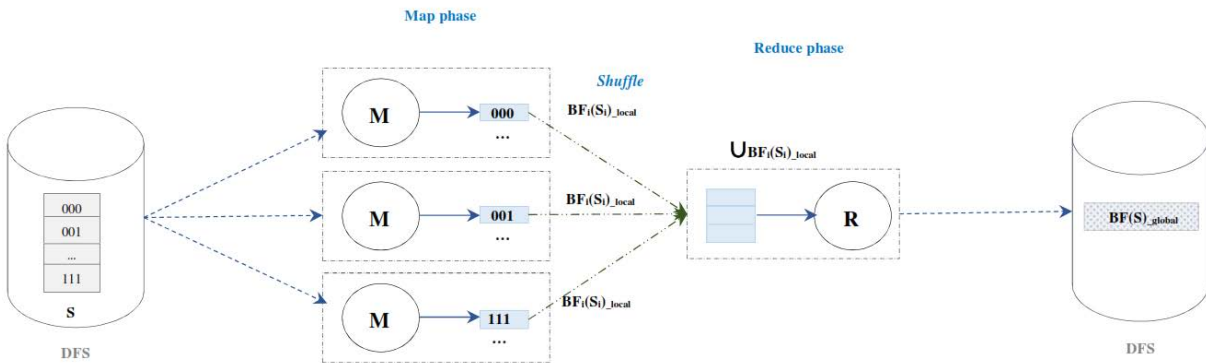 Map phase
Reduce phase
Shuffle
000
001
...
111
S
DFS
M
000
...
BFi(Si)_local
M
001
...
BFi(Si)_local
M
111
...
BFi(Si)_local
∪BFi(Si)_local
R
BF(S)_global
DFS